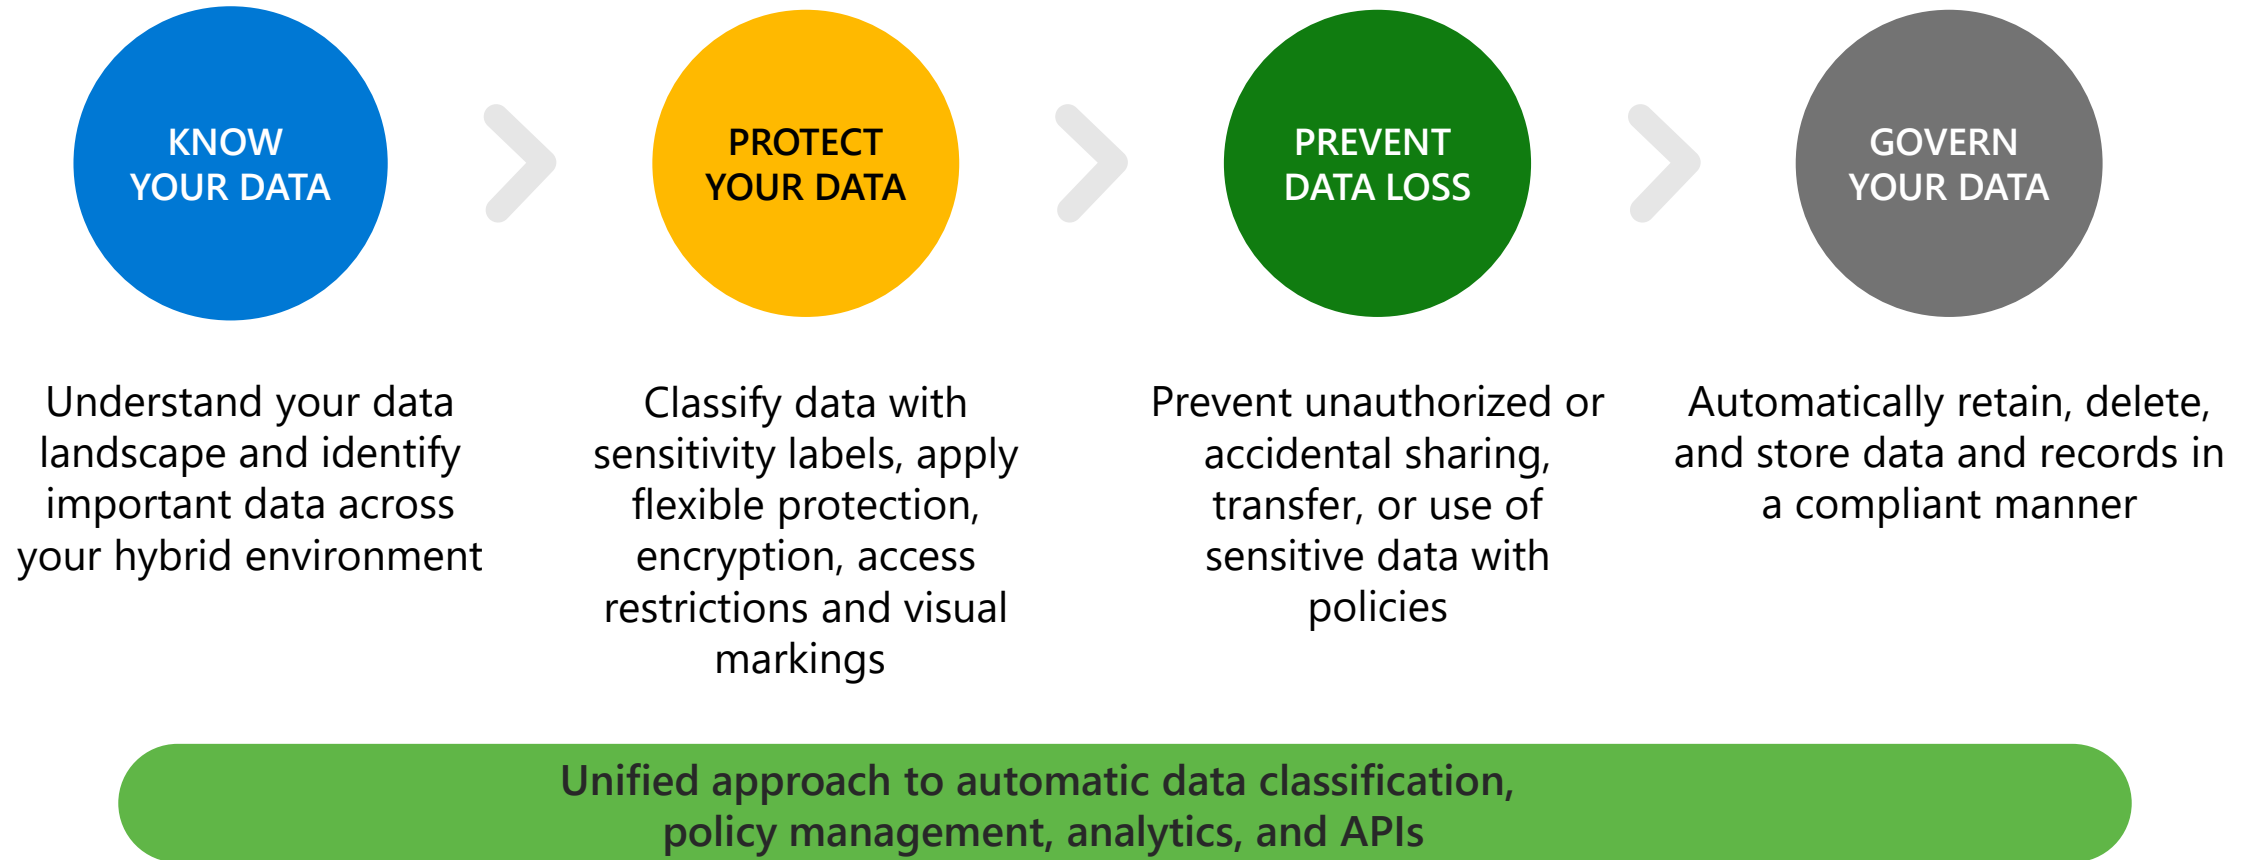 KNOW
YOUR DATA
PROTECT
YOUR DATA
PREVENT
DATA LOSS
GOVERN
YOUR DATA
Understand your data
landscape and identify
important data across
your hybrid environment
Classify data with
sensitivity labels, apply
flexible protection,
encryption, access
restrictions and visual
markings
Prevent unauthorized or
accidental sharing,
transfer, or use of
sensitive data with
policies
Automatically retain, delete,
and store data and records in
a compliant manner
Unified approach to automatic data classification,
policy management, analytics, and APIs